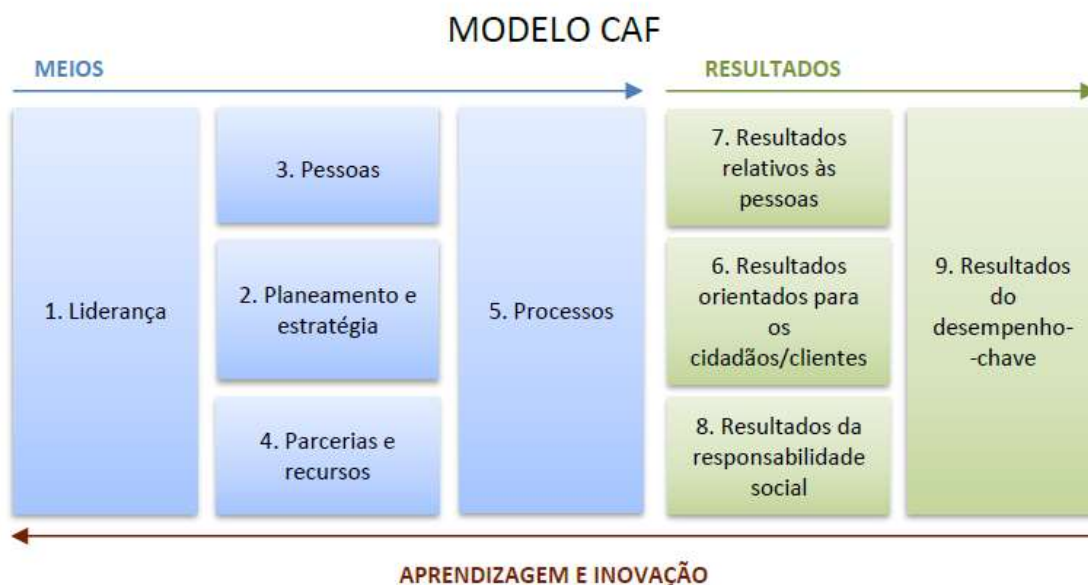 MODELO CAF
MEIOS
RESULTADOS
1. Liderança
3. Pessoas
2. Planeamento e
estratégia
4. Parcerias e
recursos
5. Processos
7. Resultados
relativos às
pessoas
6. Resultados
orientados para
os
cidadãos/clientes
8. Resultados da
responsabilidade
social
9. Resultados
do
desempenho-
-chave
APRENDIZAGEM E INOVAÇÃO